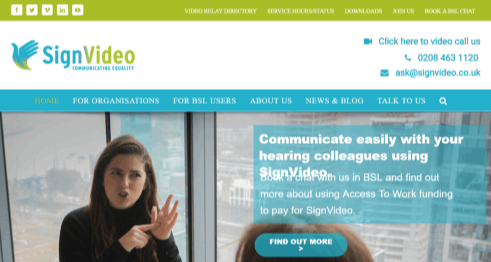 VIDEO RELAY DIRECTORY SERVICE HOURS/STATUS DOWNLOADS JOIN US BOOK A BSL CHAT
SignVideo
COMMUNICATING EQUALITY
Click here to video call us
0208 463 1120
ask@signvideo.co.uk
HOME FOR ORGANISATIONS FOR BSL USERS ABOUT US NEWS & BLOG TALK TO US
Communicate easily with your
hearing colleagues using
SignVideo.
Book a chat with us in BSL and find out
more about using Access To Work funding
to pay for SignVideo.
FIND OUT MORE
>